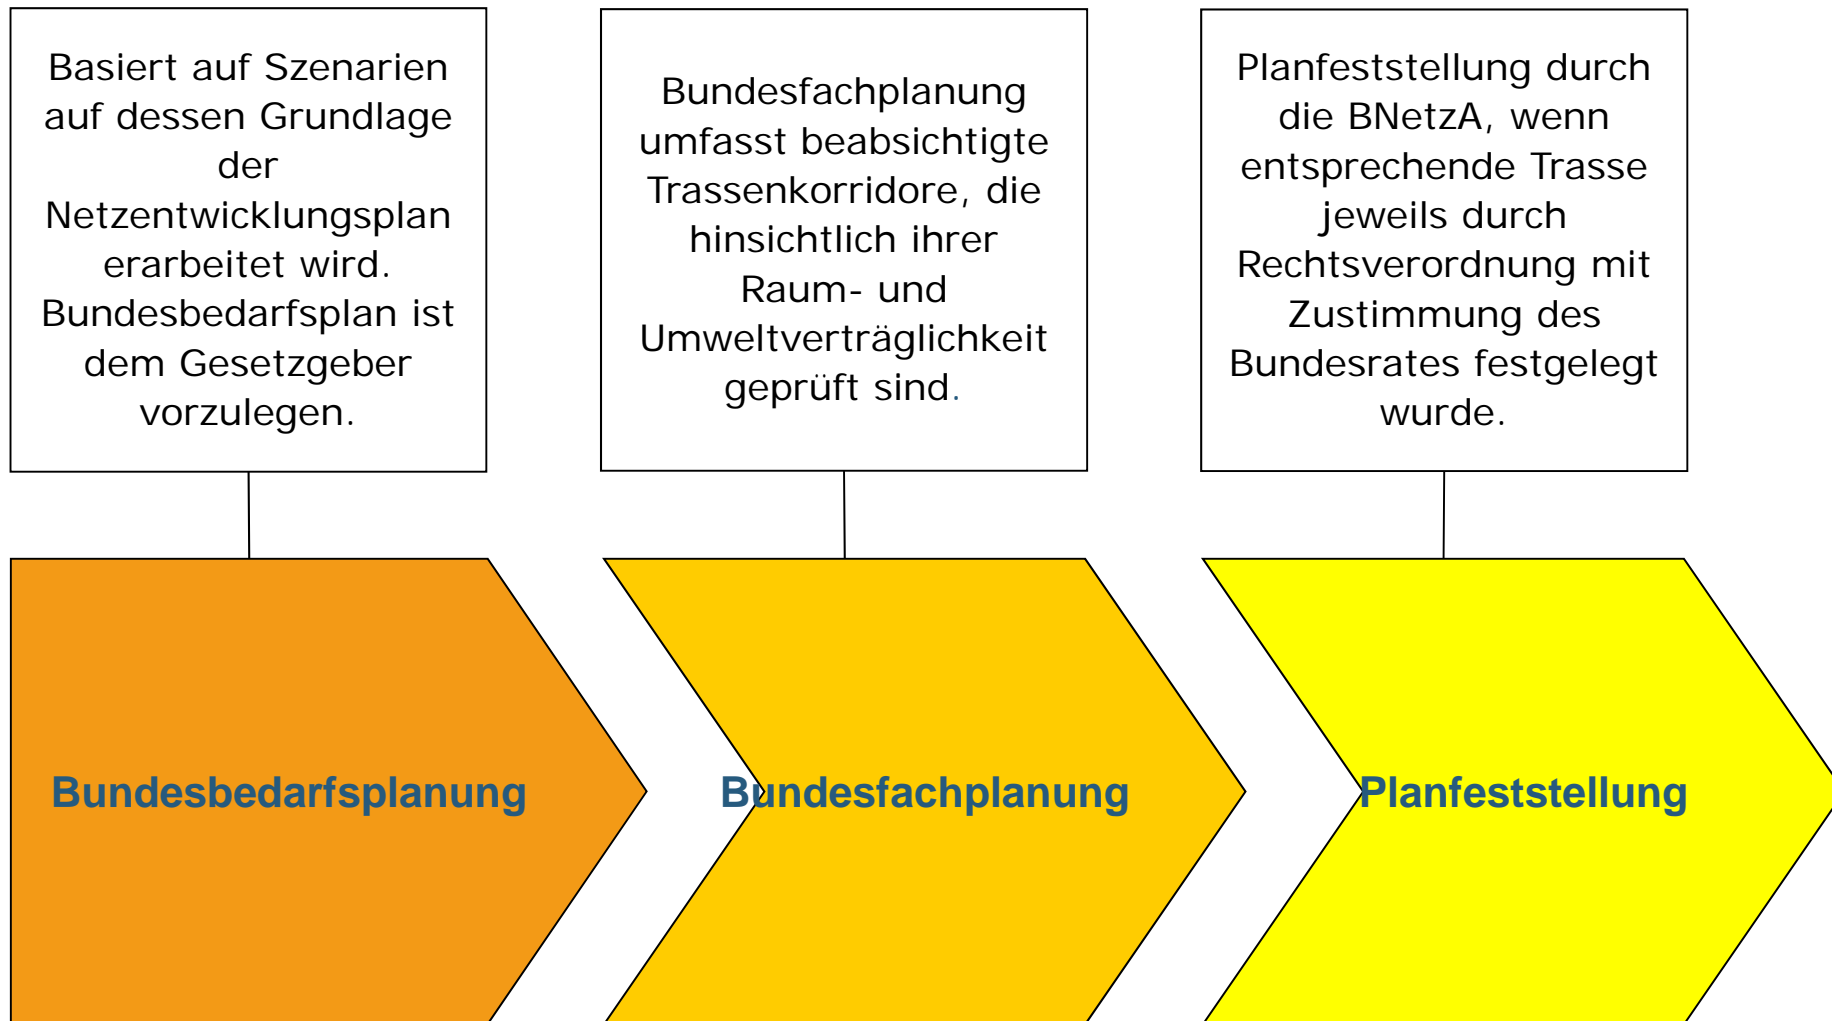 Basiert auf Szenarien
auf dessen Grundlage
der
Netzentwicklungsplan
erarbeitet wird.
Bundesbedarfsplan ist
dem Gesetzgeber
vorzulegen.
Bundesfachplanung
umfasst beabsichtigte
Trassenkorridore, die
hinsichtlich ihrer
Raum- und
Umweltverträglichkeit
geprüft sind.
Planfeststellung durch
die BNetzA, wenn
entsprechende Trasse
jeweils durch
Rechtsverordnung mit
Zustimmung des
Bundesrates festgelegt
wurde.
Bundesbedarfsplanung
Bundesfachplanung
Planfeststellung